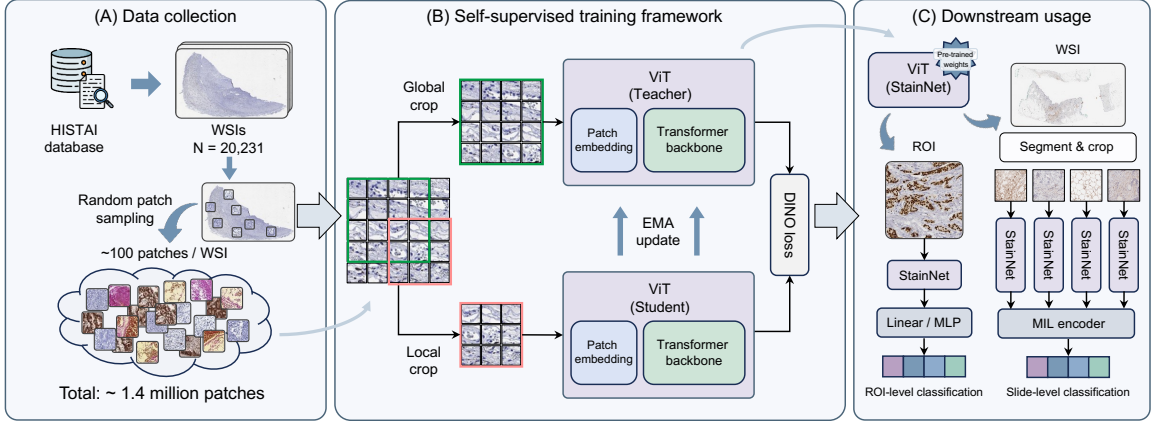 (A) Data collection
HISTAI
database
WSIs
N = 20,231
Random patch
sampling
~100 patches / WSI
Total: ~ 1.4 million patches
(B) Self-supervised training framework
Global
crop
Local
crop
ViT
(Teacher)
Patch
embedding
Transformer
backbone
EMA
update
ViT
(Student)
Patch
embedding
Transformer
backbone
DINO loss
(C) Downstream usage
ViT
(StainNet)
Pre-trained
weights
WSI
Segment & crop
ROI
StainNet
Linear / MLP
ROI-level classification
StainNet
StainNet
StainNet
StainNet
MIL encoder
Slide-level classification